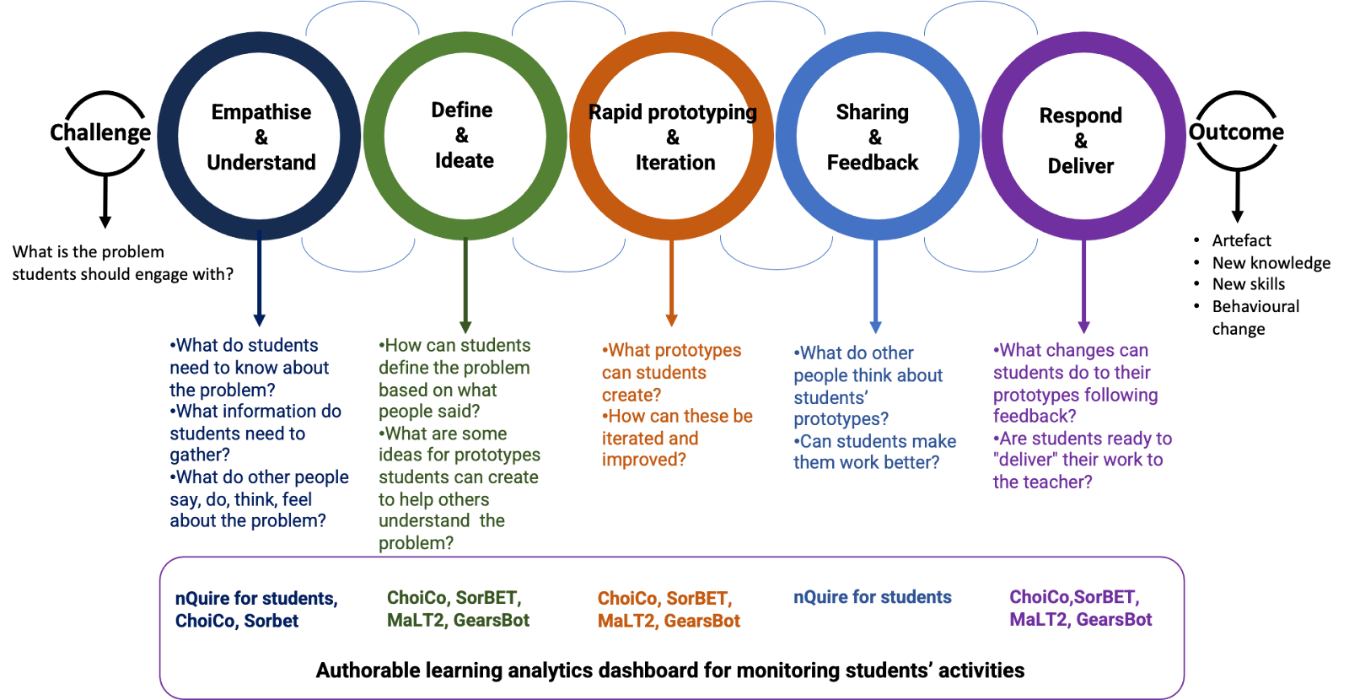 Challenge
What is the problem
students should engage with?
Empathise
&
Understand
Define
&
Ideate
Rapid prototyping
&
Iteration
Sharing
&
Feedback
Respond
&
Deliver
Outcome
• Artefact
• New knowledge
• New skills
• Behavioural
change
•What do students
need to know about
the problem?
•What information do
students need to
gather?
•What do other people
say, do, think, feel
about the problem?
•How can students
define the problem
based on what
people said?
•What are some
ideas for prototypes
students can create
to help others
understand the
problem?
•What prototypes
can students
create?
•How can these be
iterated and
improved?
•What do other
people think about
students’
prototypes?
•Can students make
them work better?
•What changes can
students do to their
prototypes following
feedback?
•Are students ready to
"deliver" their work to
the teacher?
nQuire for students,
ChoiCo, Sorbet
ChoiCo, SorBET,
MaLT2, GearsBot
ChoiCo, SorBET,
MaLT2, GearsBot
nQuire for students
ChoiCo,SorBET,
MaLT2, GearsBot
Authorable learning analytics dashboard for monitoring students’ activities